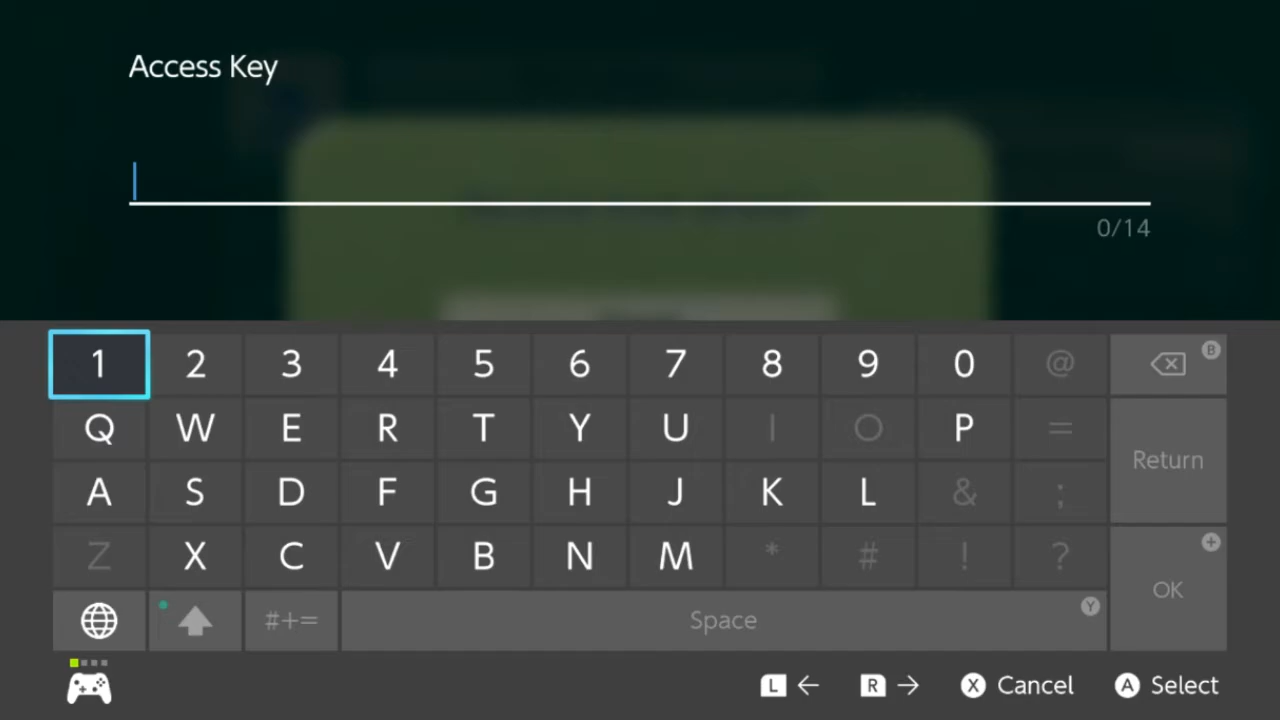 Access Key
0/14
1 2 3 4 5 6 7 8 9 0 @ B
Q W E R T Y U I O P = Return
A S D F G H J K L & ;
Z X C V B N M * # ! ? + OK
#+= Space Y
L ← R → X Cancel A Select